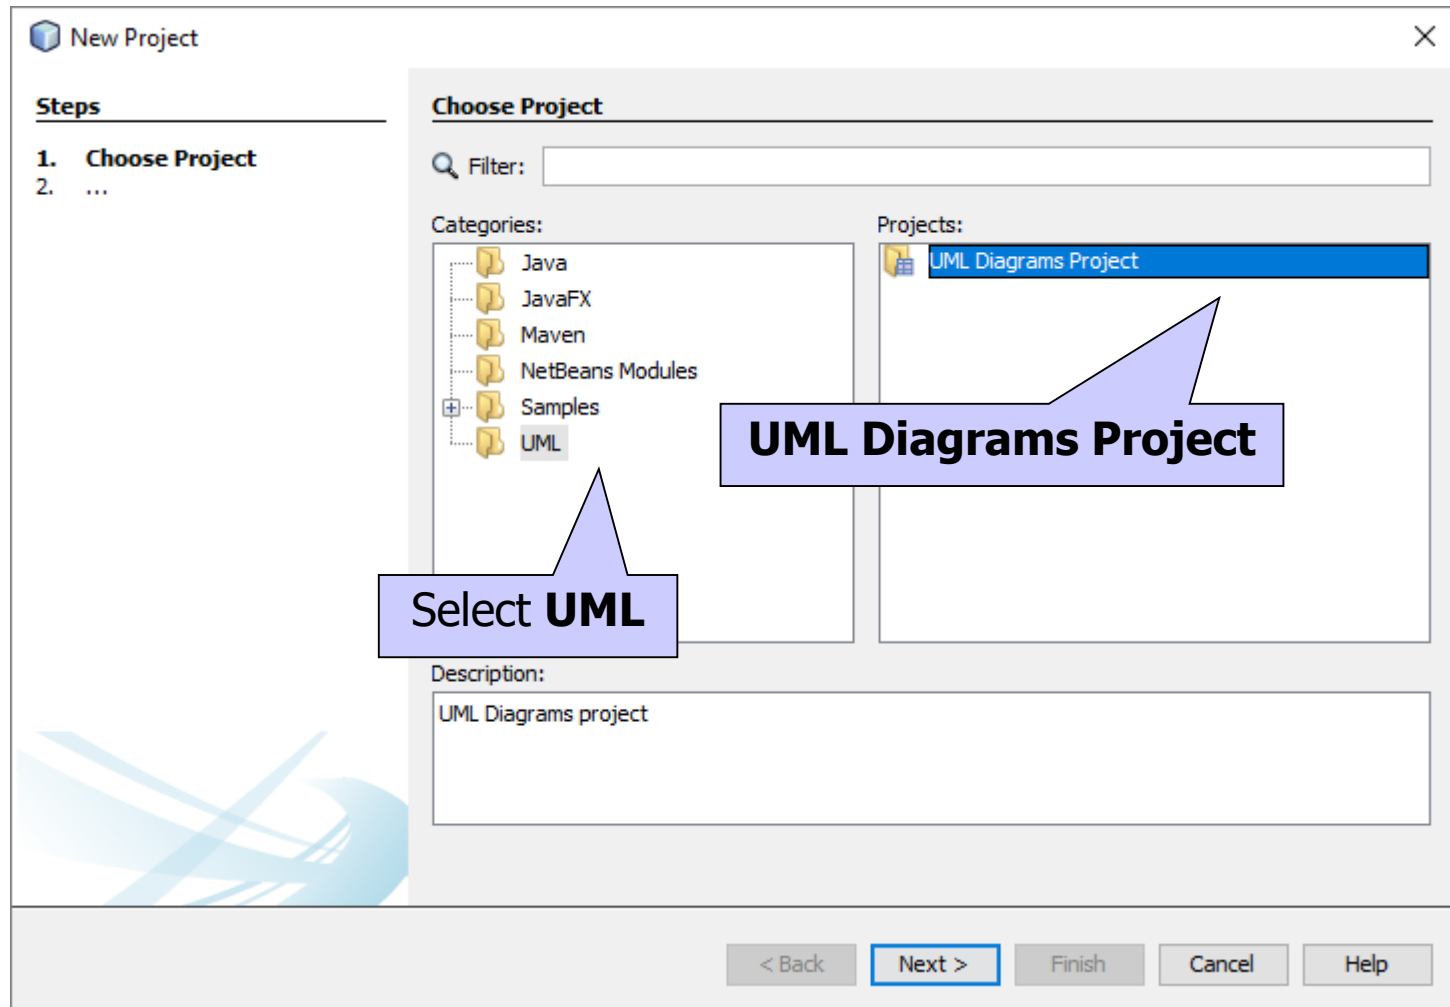 New Project
Steps
1. Choose Project
2. ...
Choose Project
Filter:
Categories:
Java
JavaFX
Maven
NetBeans Modules
Samples
UML
Projects:
UML Diagrams Project
UML Diagrams Project
Select UML
Description:
UML Diagrams project
< Back
Next >
Finish
Cancel
Help